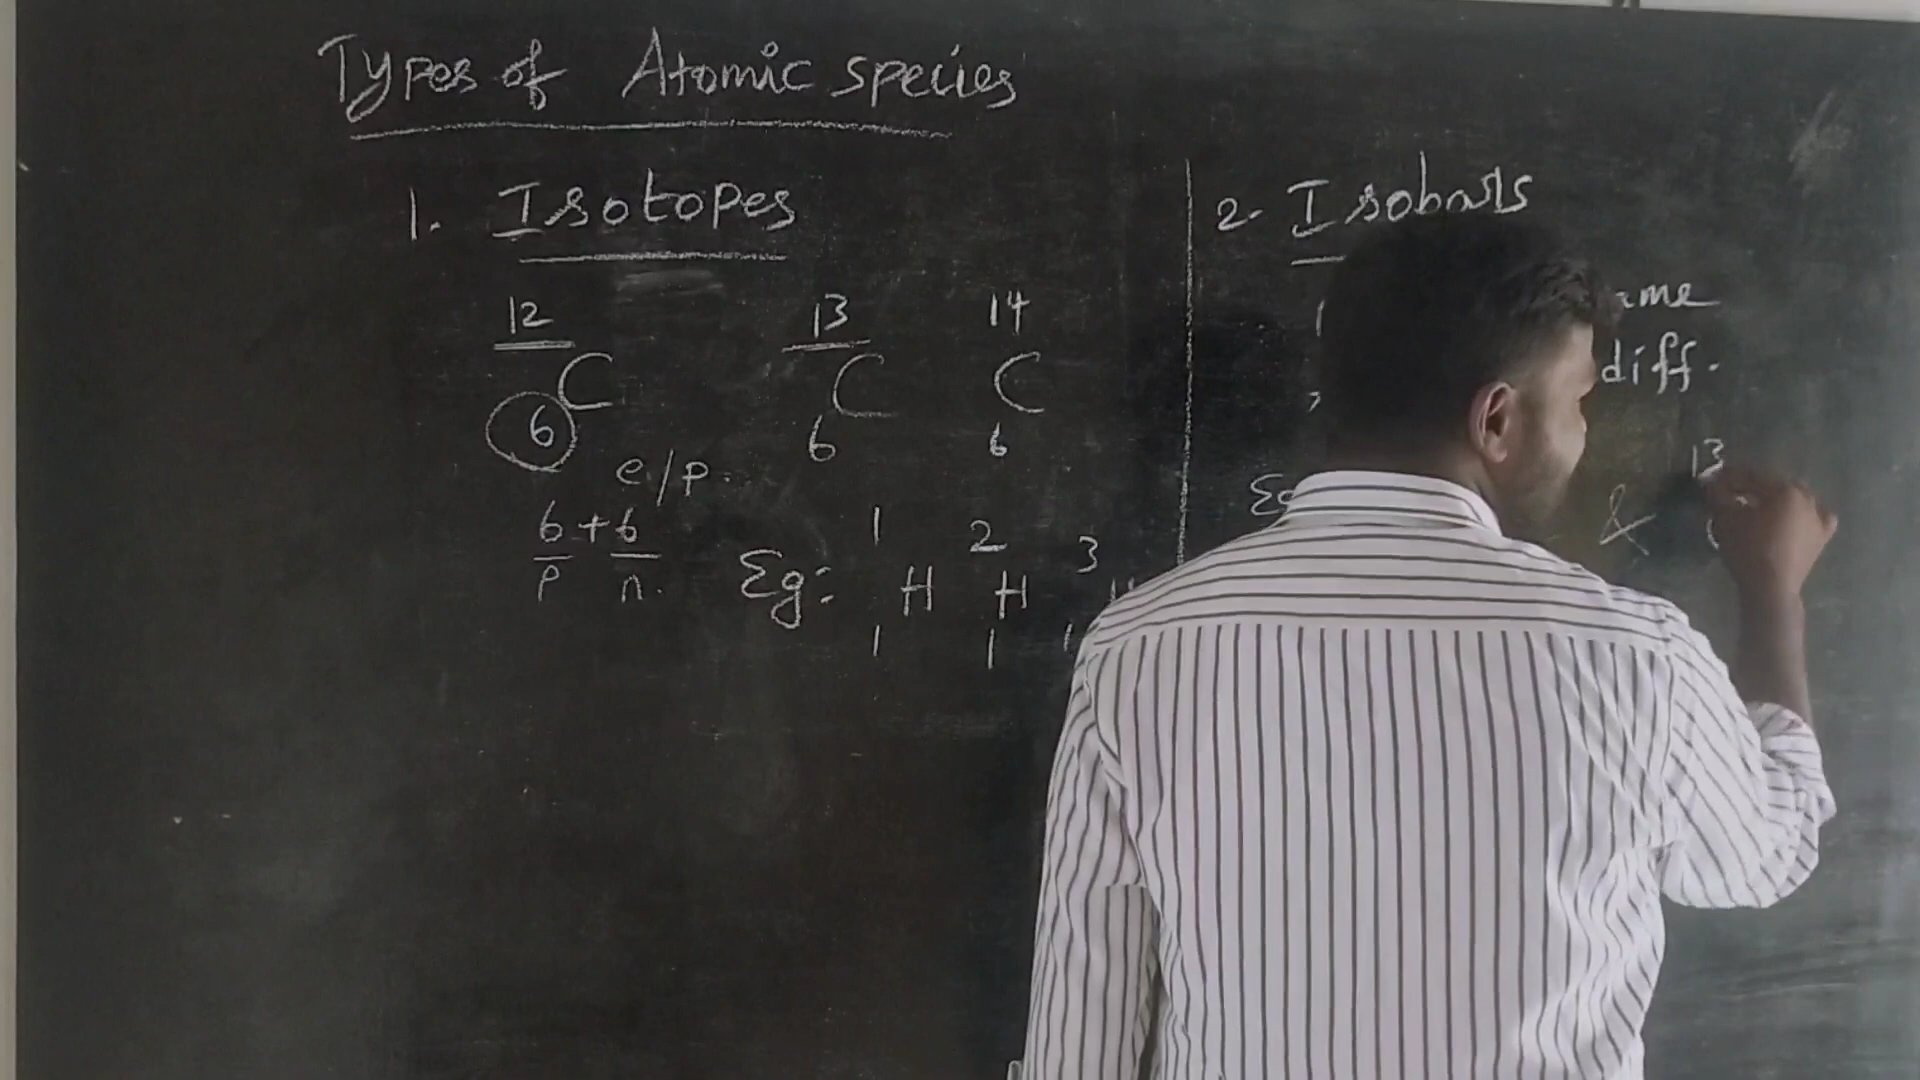 Types of Atomic species
1. Isotopes
12 13 14
C C C
6 6 6
e/p.
6 + 6
p n.
Eg:
1 2 3
H H H
1 1 1
2. Isobars
diff.
13
&